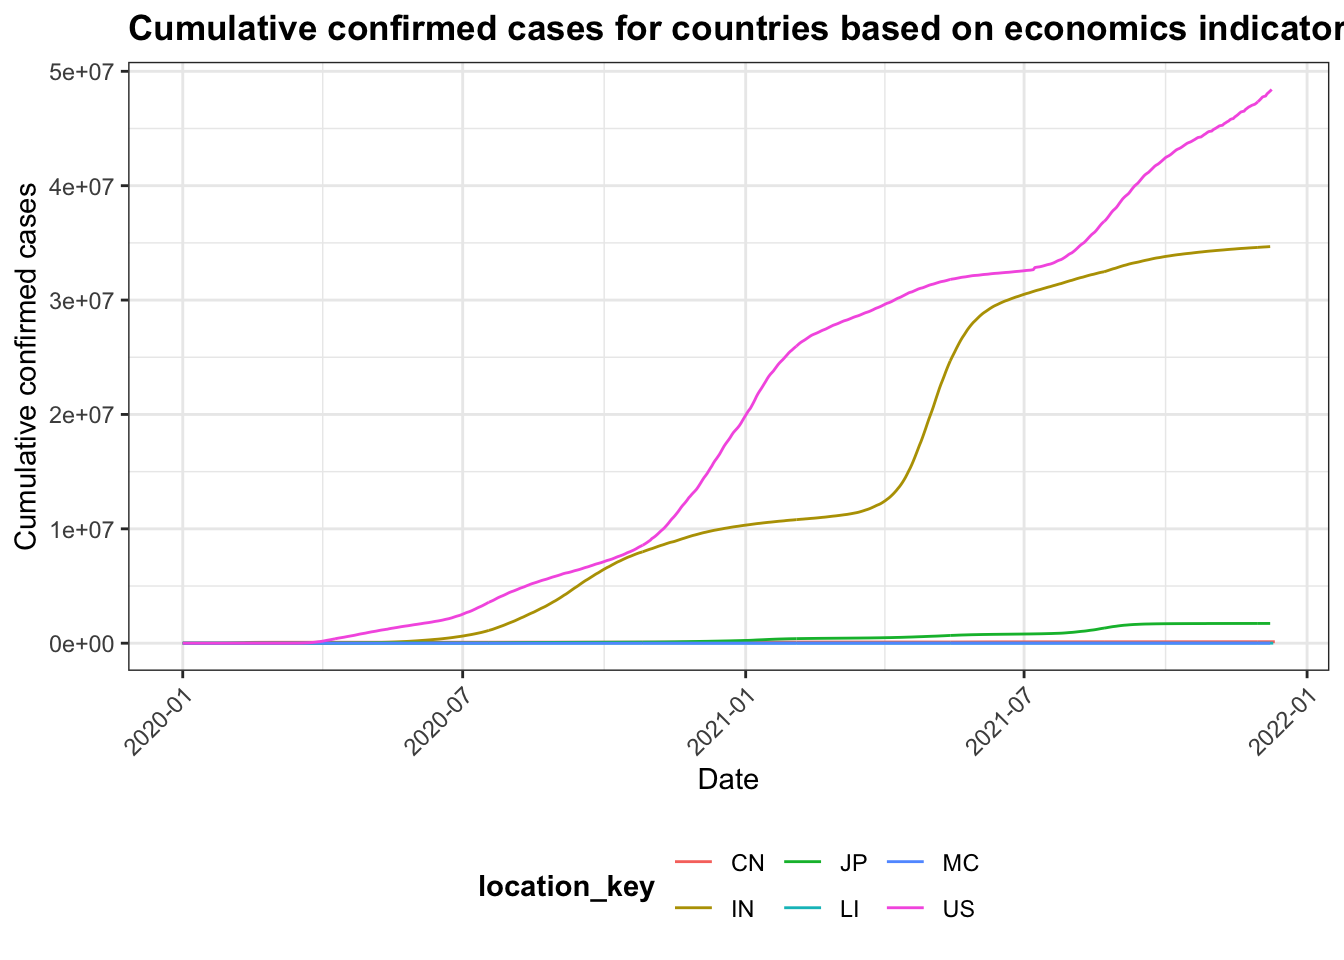 Cumulative confirmed cases for countries based on economics indicator
Cumulative confirmed cases
5e+07
4e+07
3e+07
2e+07
1e+07
0e+00
2020-01
2020-07
2021-01
2021-07
2022-01
Date
location_key
CN
JP
MC
IN
LI
US